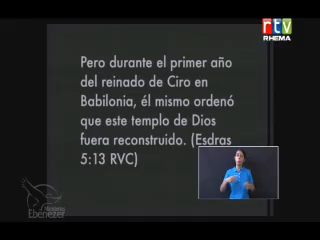 rtv
RHEMA
Pero durante el primer año
del reinado de Ciro en
Babilonia, él mismo ordenó
que este templo de Dios
fuera reconstruido. (Esdras
5:13 RVC)
Ministerios
Ebenezer